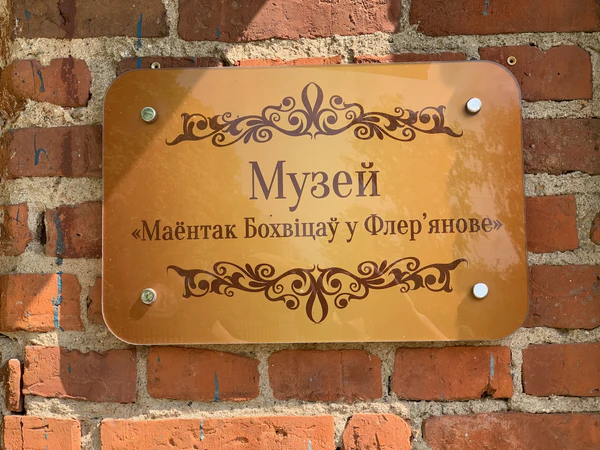 Музей
«Маёнтак Бохвіцаў у Флер’янове»